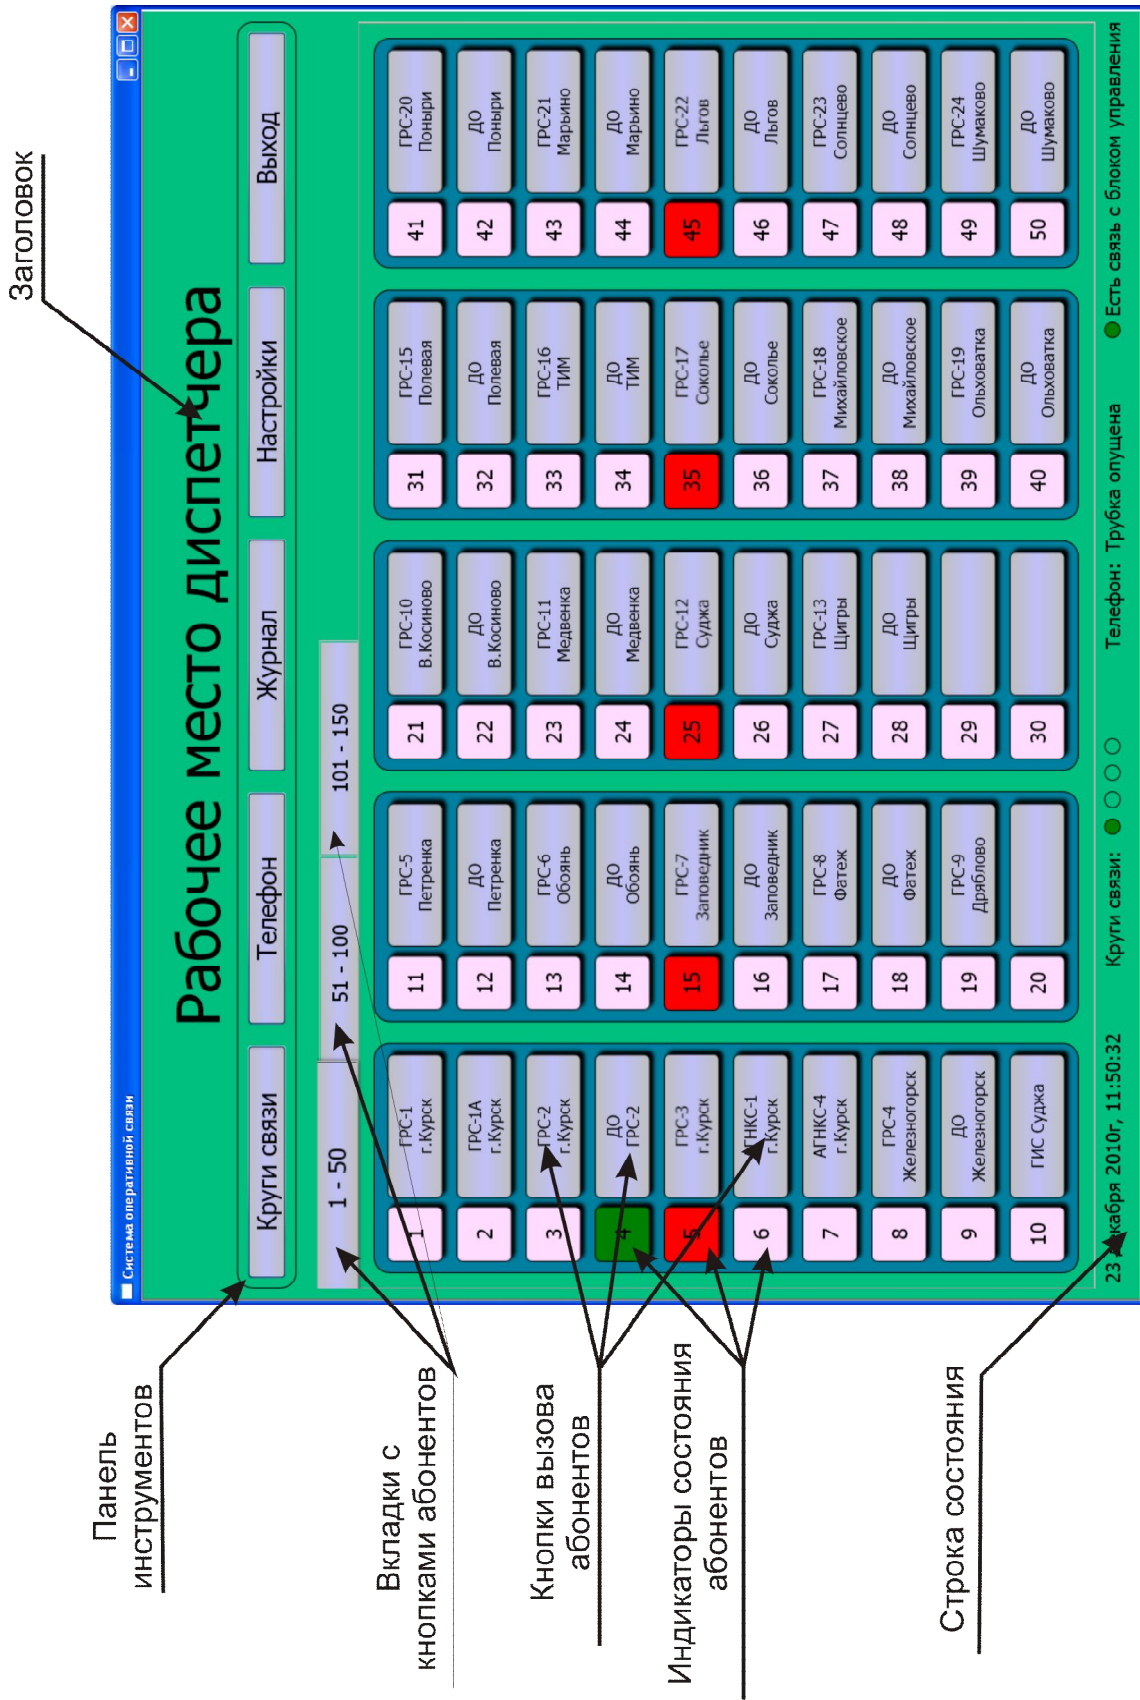 Заголовок
Система оперативной связи
Рабочее место диспетчера
Круги связи
Телефон
Журнал
Настройки
Выход
1 - 50
51 - 100
101 - 150
1
ГРС-1
г.Курск
2
ГРС-1А
г.Курск
3
ГРС-2
г.Курск
4
ДО
ГРС-2
5
ГРС-3
г.Курск
6
АГНКС-1
г.Курск
7
АГНКС-4
г.Курск
8
ГРС-4
Железногорск
9
ДО
Железногорск
10
ГИС Суджа
11
ГРС-5
Петренка
12
ДО
Петренка
13
ГРС-6
Обоянь
14
ДО
Обоянь
15
ГРС-7
Заповедник
16
ДО
Заповедник
17
ГРС-8
Фатеж
18
ДО
Фатеж
19
ГРС-9
Дряблово
20
21
ГРС-10
В.Косиново
22
ДО
В.Косиново
23
ГРС-11
Медвенка
24
ДО
Медвенка
25
ГРС-12
Суджа
26
ДО
Суджа
27
ГРС-13
Щигры
28
ДО
Щигры
29
30
31
ГРС-15
Полевая
32
ДО
Полевая
33
ГРС-16
ТИМ
34
ДО
ТИМ
35
ГРС-17
Соколье
36
ДО
Соколье
37
ГРС-18
Михайловское
38
ДО
Михайловское
39
ГРС-19
Ольховатка
40
ДО
Ольховатка
41
ГРС-20
Поныри
42
ДО
Поныри
43
ГРС-21
Марьино
44
ДО
Марьино
45
ГРС-22
Льгов
46
ДО
Льгов
47
ГРС-23
Солнцево
48
ДО
Солнцево
49
ГРС-24
Шумаково
50
ДО
Шумаково
23 декабря 2010г, 11:50:32
Круги связи:
Телефон: Трубка опущена
Есть связь с блоком управления
Панель
инструментов
Вкладки с
кнопками абонентов
Кнопки вызова
абонентов
Индикаторы состояния
абонентов
Строка состояния